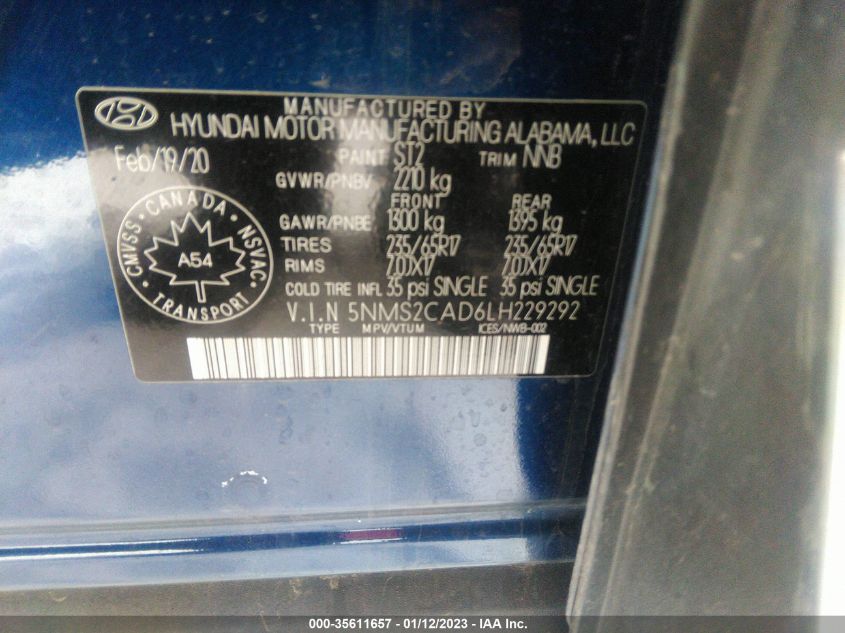 MANUFACTURED BY
HYUNDAI MOTOR MANUFACTURING ALABAMA, LLC
Feb/19/20 PAINT ST2 TRIM NNB
GVWR/PNBV 2210 kg
FRONT REAR
GAWR/PNBE 1300 kg 1395 kg
TIRES 235/65R17 235/65R17
RIMS 7.0JX17 7.0JX17
COLD TIRE INFL 35 psi SINGLE 35 psi SINGLE
V.I.N 5NMS2CAD6LH229292
TYPE MPV/VTUM ICES/NWB-002
CMVSS · CANADA · NSVAC ·
A54
TRANSPORT
000-35611657 - 01/12/2023 - IAA Inc.